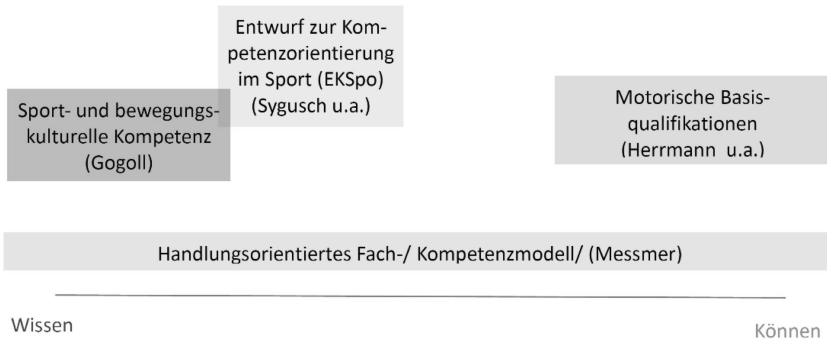 Entwurf zur Kom-
petenzorientierung
im Sport (EKSpo)
(Sygusch u.a.)
Sport- und bewegungs-
kulturelle Kompetenz
(Gogoll)
Motorische Basis-
qualifikationen
(Herrmann u.a.)
Handlungsorientiertes Fach-/ Kompetenzmodell/ (Messmer)
Wissen
Können